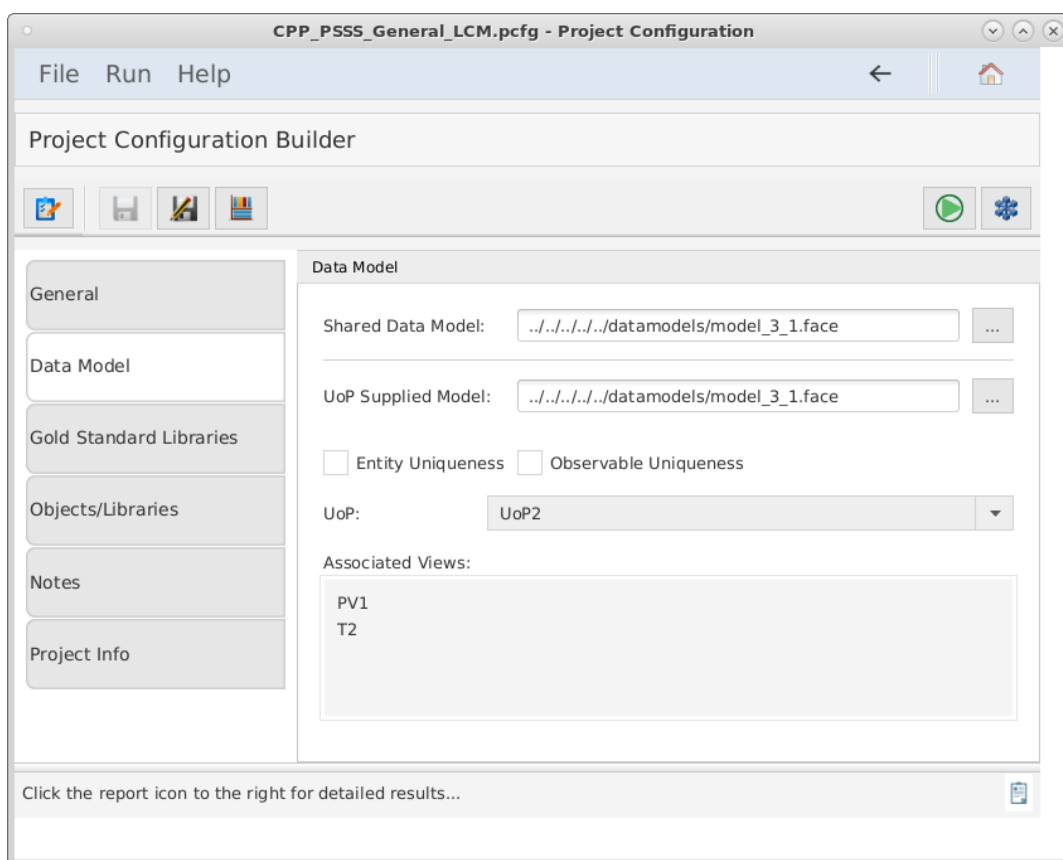 CPP_PSSS_General_LCM.pcfg - Project Configuration
File Run Help
Project Configuration Builder
General
Data Model
Gold Standard Libraries
Objects/Libraries
Notes
Project Info
Data Model
Shared Data Model: ../../../../../datamodels/model_3_1.face ...
UoP Supplied Model: ../../../../../datamodels/model_3_1.face ...
Entity Uniqueness Observable Uniqueness
UoP: UoP2
Associated Views:
PV1
T2
Click the report icon to the right for detailed results...